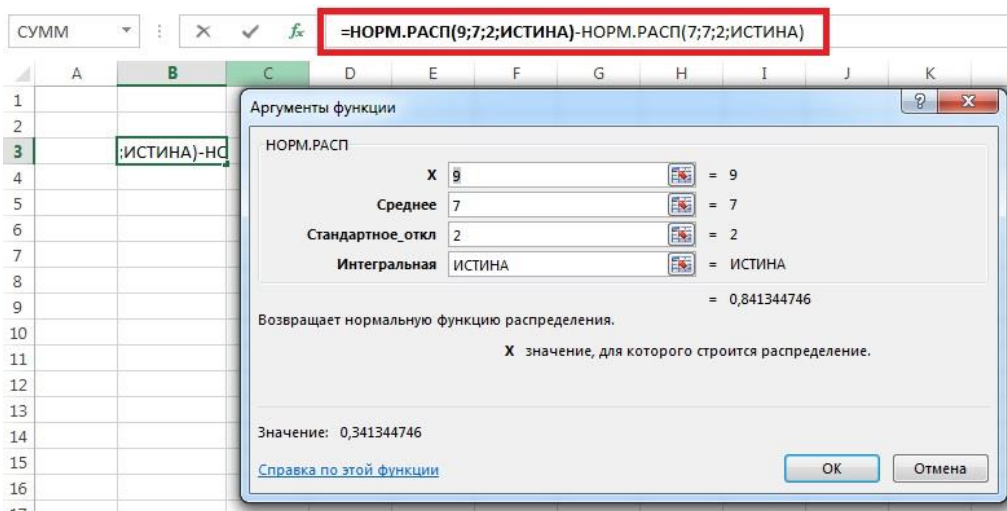 СУММ fx =НОРМ.РАСП(9;7;2;ИСТИНА)-НОРМ.РАСП(7;7;2;ИСТИНА)
A B C D E F G H I J K
1
2
3 ;ИСТИНА)-НО
4
5
6
7
8
9
10
11
12
13
14
15
16
17
Аргументы функции
НОРМ.РАСП
X 9 = 9
Среднее 7 = 7
Стандартное_откл 2 = 2
Интегральная ИСТИНА = ИСТИНА
= 0,841344746
Возвращает нормальную функцию распределения.
X значение, для которого строится распределение.
Значение: 0,341344746
Справка по этой функции
ОК Отмена